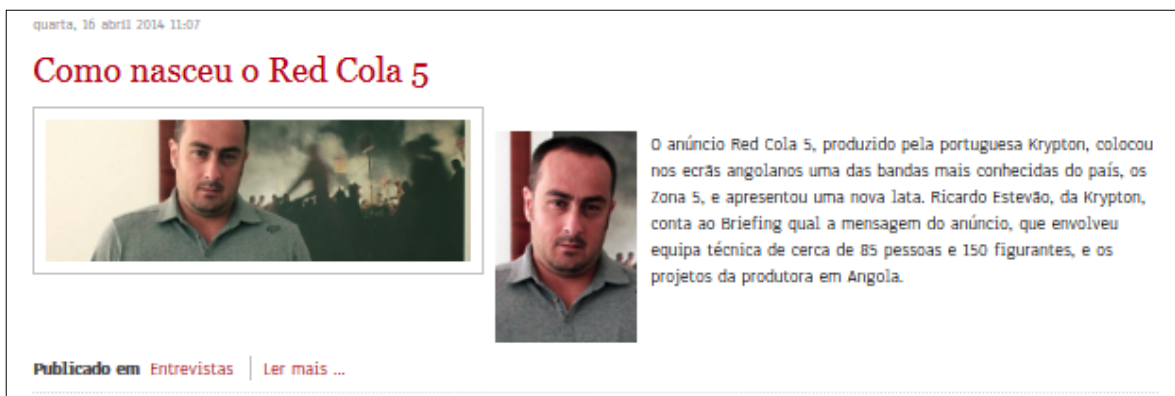 quarta, 16 abril 2014 11:07
Como nasceu o Red Cola 5
O anúncio Red Cola 5, produzido pela portuguesa Krypton, colocou
nos ecrãs angolanos uma das bandas mais conhecidas do país, os
Zona 5, e apresentou uma nova lata. Ricardo Estevão, da Krypton,
conta ao Briefing qual a mensagem do anúncio, que envolveu
equipa técnica de cerca de 85 pessoas e 150 figurantes, e os
projetos da produtora em Angola.
Publicado em Entrevistas Ler mais ...